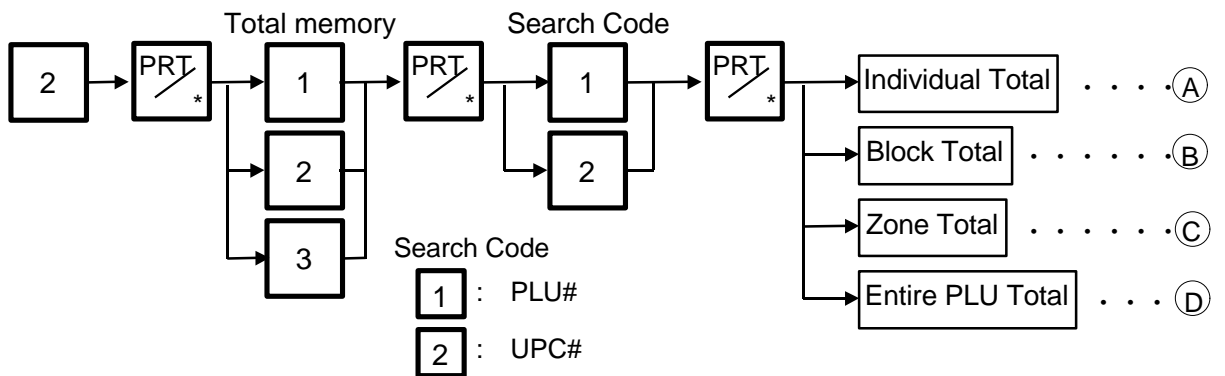 Total memory
Search Code
2
PRT
*
1
PRT
*
1
PRT
*
Individual Total . . . . A
2
2
Block Total . . . . . . B
3
Zone Total . . . . . . C
Search Code
1 : PLU#
Entire PLU Total . . . D
2 : UPC#